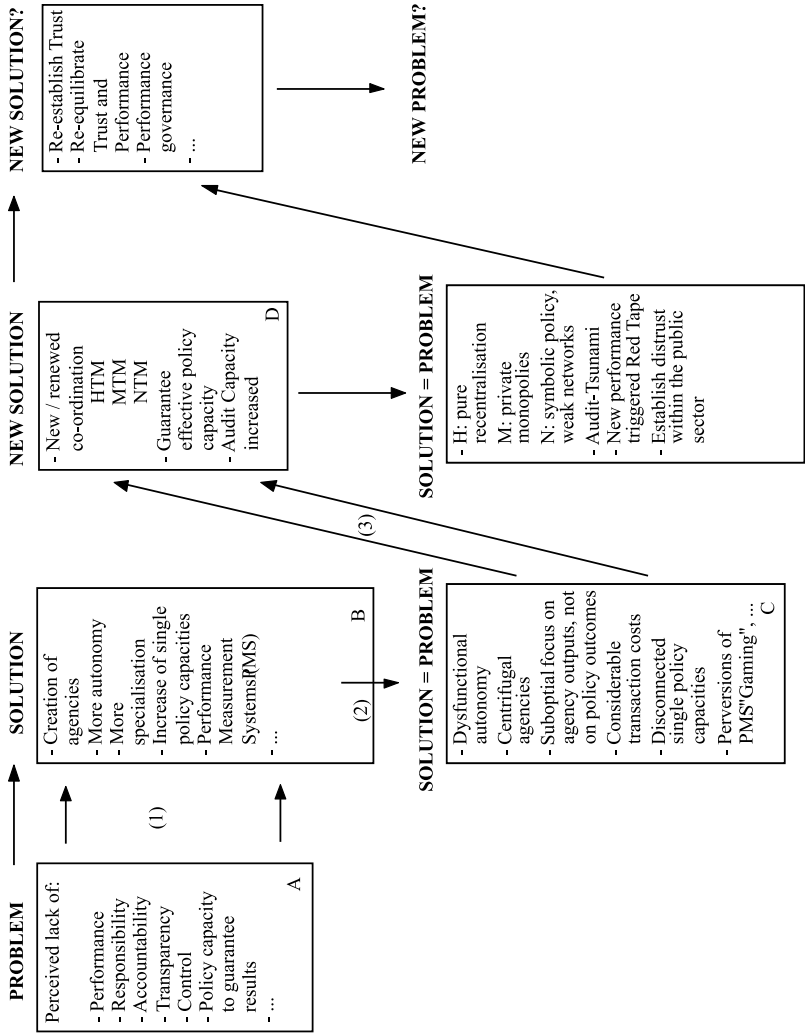 PROBLEM
Perceived lack of:
- Performance
- Responsibility
- Accountability
- Transparency
- Control
- Policy capacity
to guarantee
results
- ...
A
(1)
SOLUTION
- Creation of
agencies
- More autonomy
- More
specialisation
- Increase of single
policy capacities
- Performance
Measurement
Systems(PMS)
- ...
B
(2)
SOLUTION = PROBLEM
- Dysfunctional
autonomy
- Centrifugal
agencies
- Suboptial focus on
agency outputs, not
on policy outcomes
- Considerable
transaction costs
- Disconnected
single policy
capacities
- Perversions of
PMS"Gaming", ...
C
(3)
NEW SOLUTION
- New / renewed
co-ordination
HTM
MTM
NTM
- Guarantee
effective policy
capacity
- Audit Capacity
increased
D
SOLUTION = PROBLEM
- H: pure
recentralisation
M: private
monopolies
N: symbolic policy,
weak networks
- Audit-Tsunami
- New performance
triggered Red Tape
- Establish distrust
within the public
sector
NEW SOLUTION?
- Re-establish Trust
- Re-equilibrate
Trust and
Performance
- Performance
governance
- ...
NEW PROBLEM?